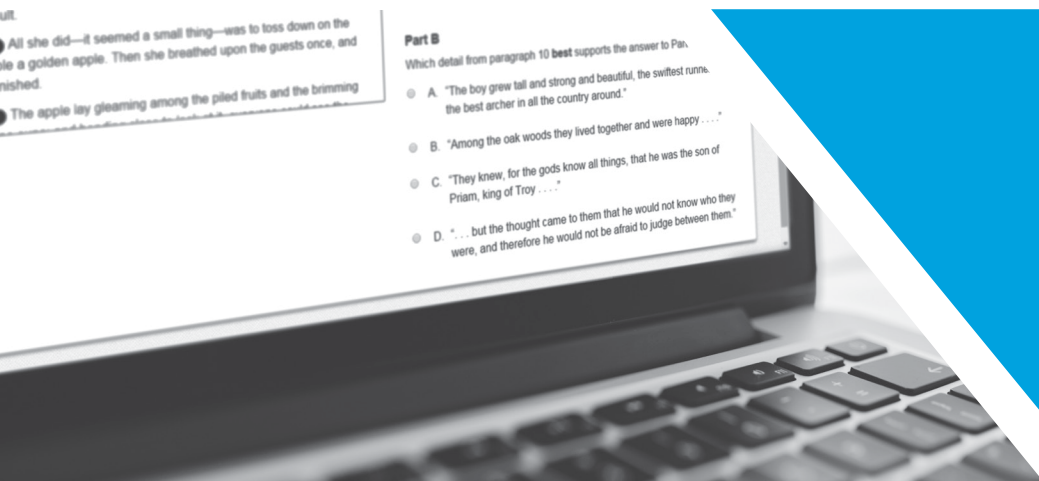 ult.
All she did—it seemed a small thing—was to toss down on the
ble a golden apple. Then she breathed upon the guests once, and
nished.
The apple lay gleaming among the piled fruits and the brimming
Part B
Which detail from paragraph 10 best supports the answer to Par
A. "The boy grew tall and strong and beautiful, the swiftest runne
the best archer in all the country around."
B. "Among the oak woods they lived together and were happy . . . ."
C. "They knew, for the gods know all things, that he was the son of
Priam, king of Troy . . . ."
D. ". . . but the thought came to them that he would not know who they
were, and therefore he would not be afraid to judge between them."